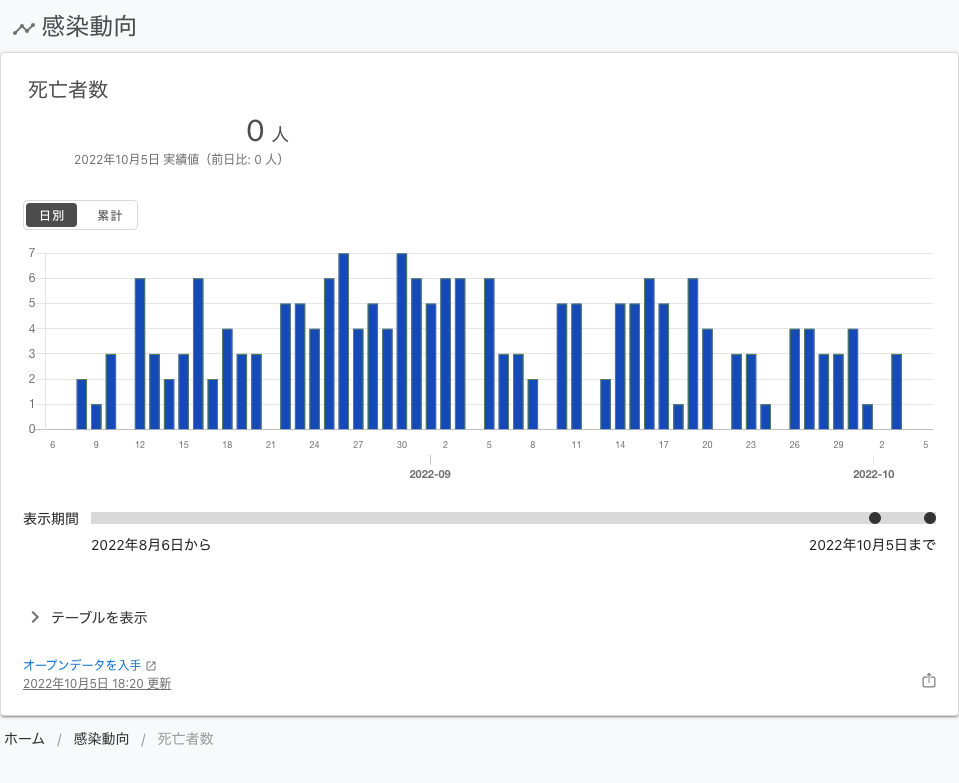 感染動向
死亡者数
0 人
2022年10月5日 実績値（前日比: 0 人）
日別 累計
7
6
5
4
3
2
1
0
6 9 12 15 18 21 24 27 30 2 5 8 11 14 17 20 23 26 29 2 5
2022-09 2022-10
表示期間
2022年8月6日から 2022年10月5日まで
テーブルを表示
オープンデータを入手
2022年10月5日 18:20 更新
ホーム / 感染動向 / 死亡者数